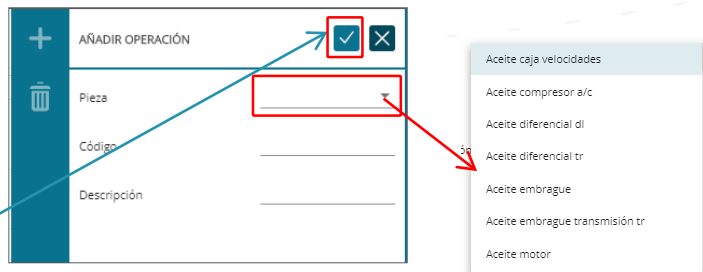 AÑADIR OPERACIÓN
Pieza
Código
Descripción
Aceite caja velocidades
Aceite compresor a/c
Aceite diferencial dl
Aceite diferencial tr
Aceite embrague
Aceite embrague transmisión tr
Aceite motor